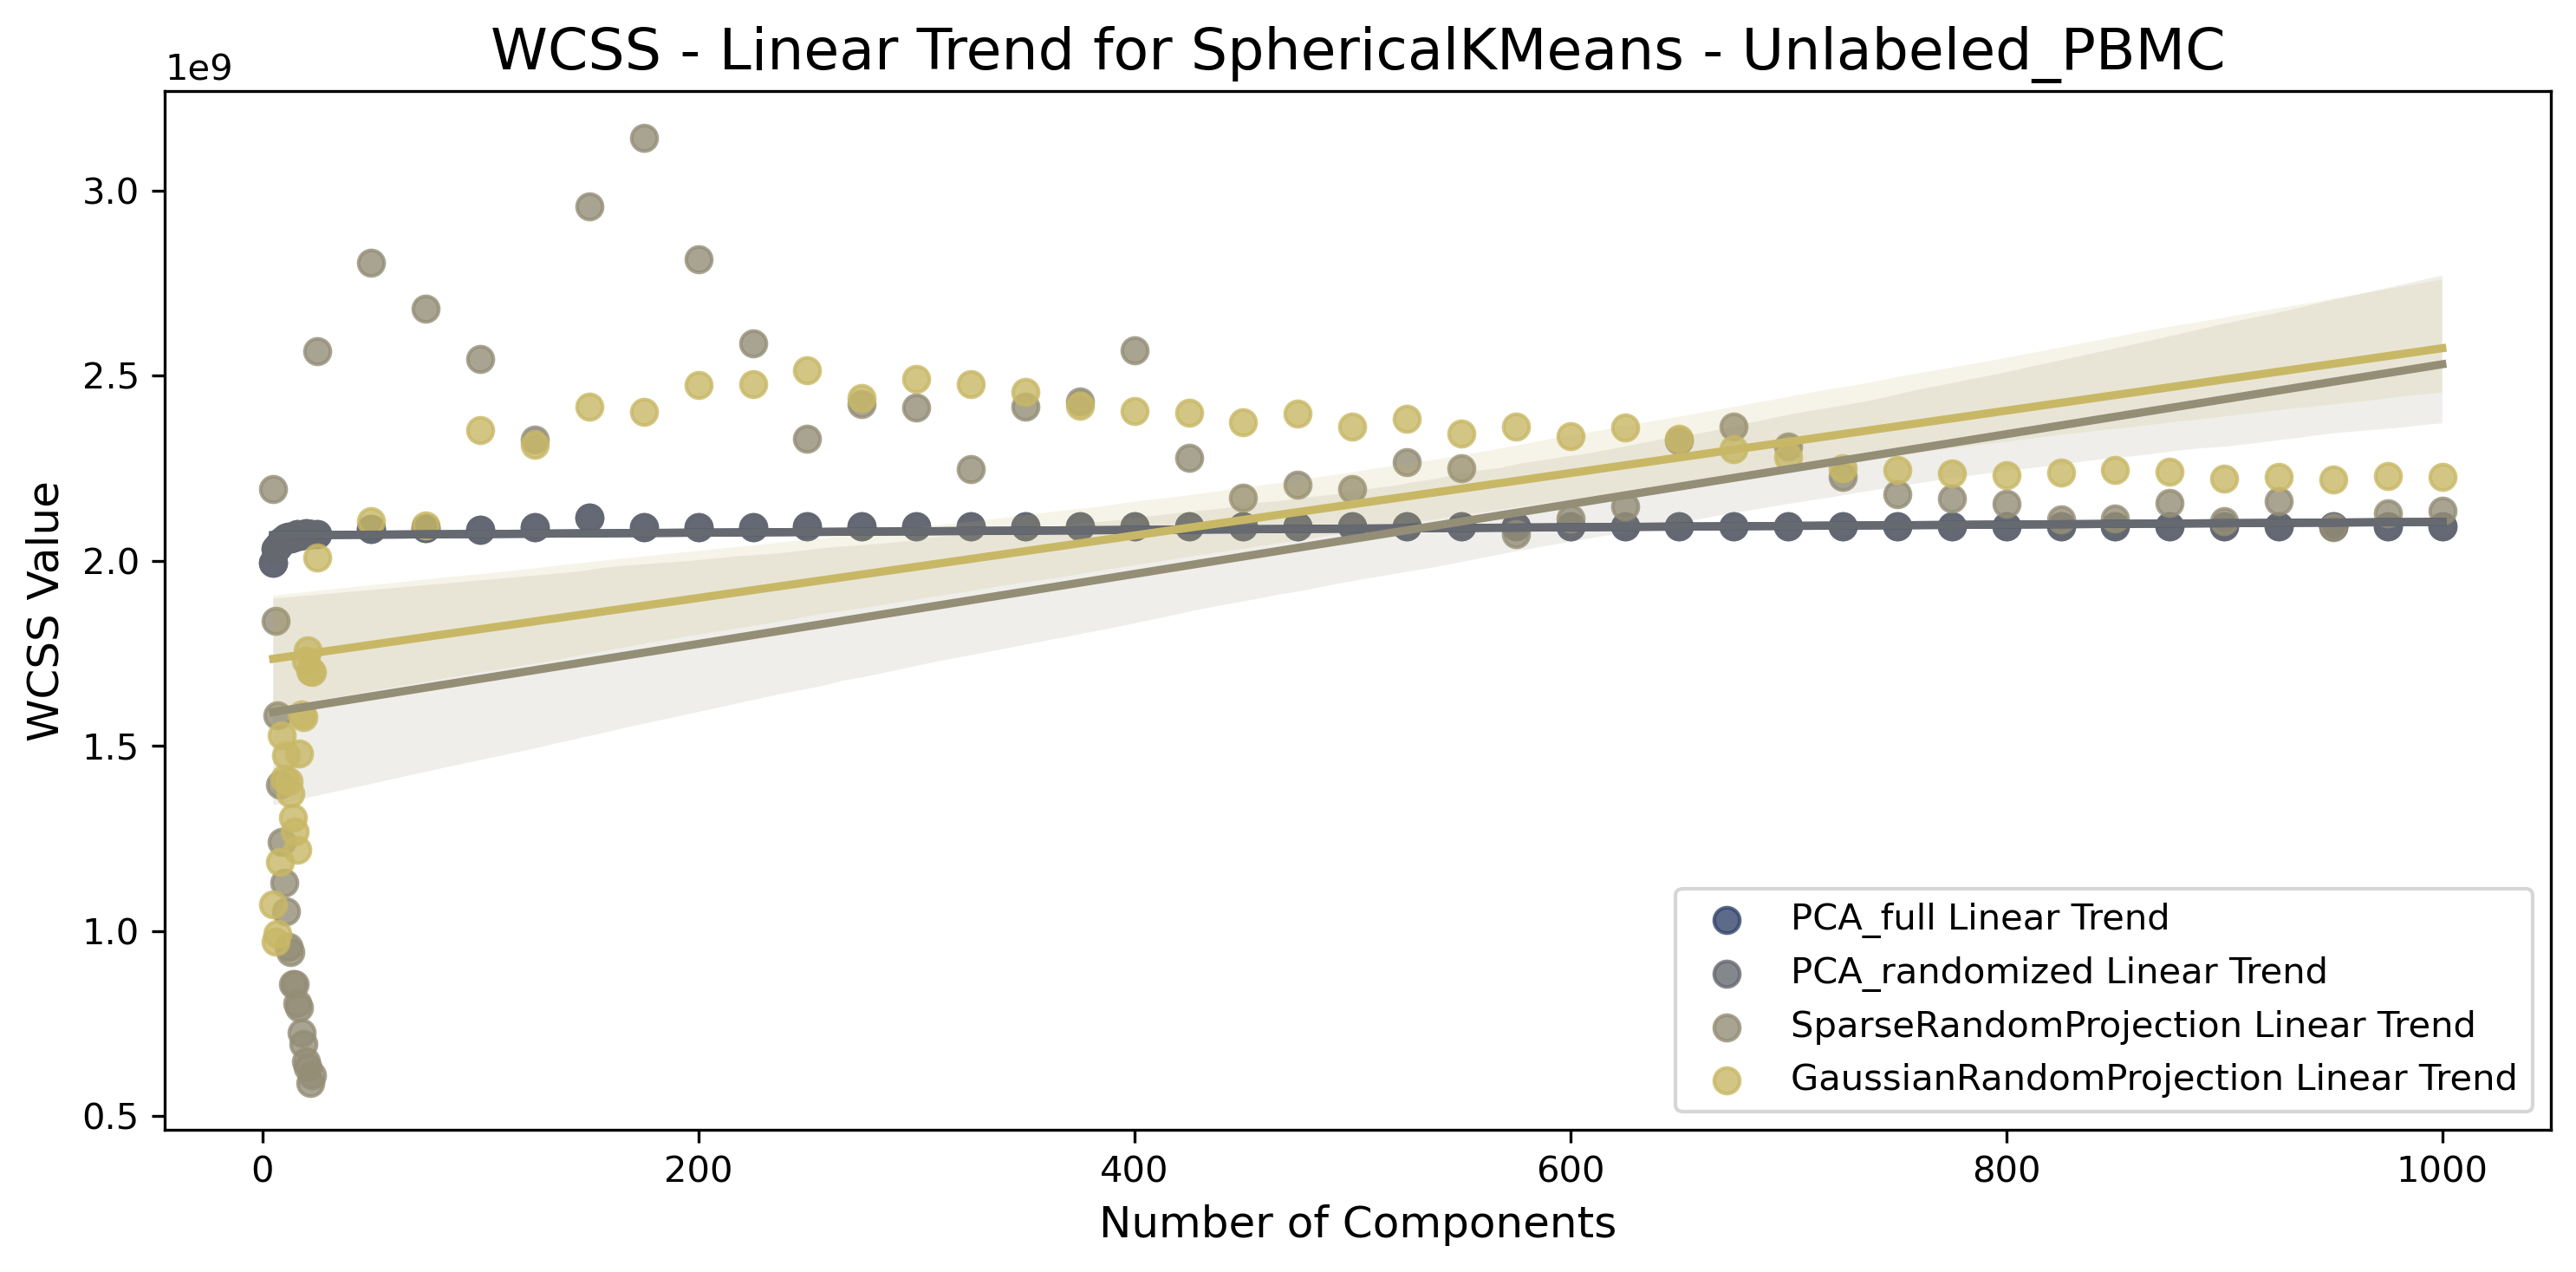 WCSS - Linear Trend for SphericalKMeans - Unlabeled_PBMC
1e9
3.0
2.5
2.0
1.5
1.0
0.5
WCSS Value
0
200
400
600
800
1000
Number of Components
PCA_full Linear Trend
PCA_randomized Linear Trend
SparseRandomProjection Linear Trend
GaussianRandomProjection Linear Trend